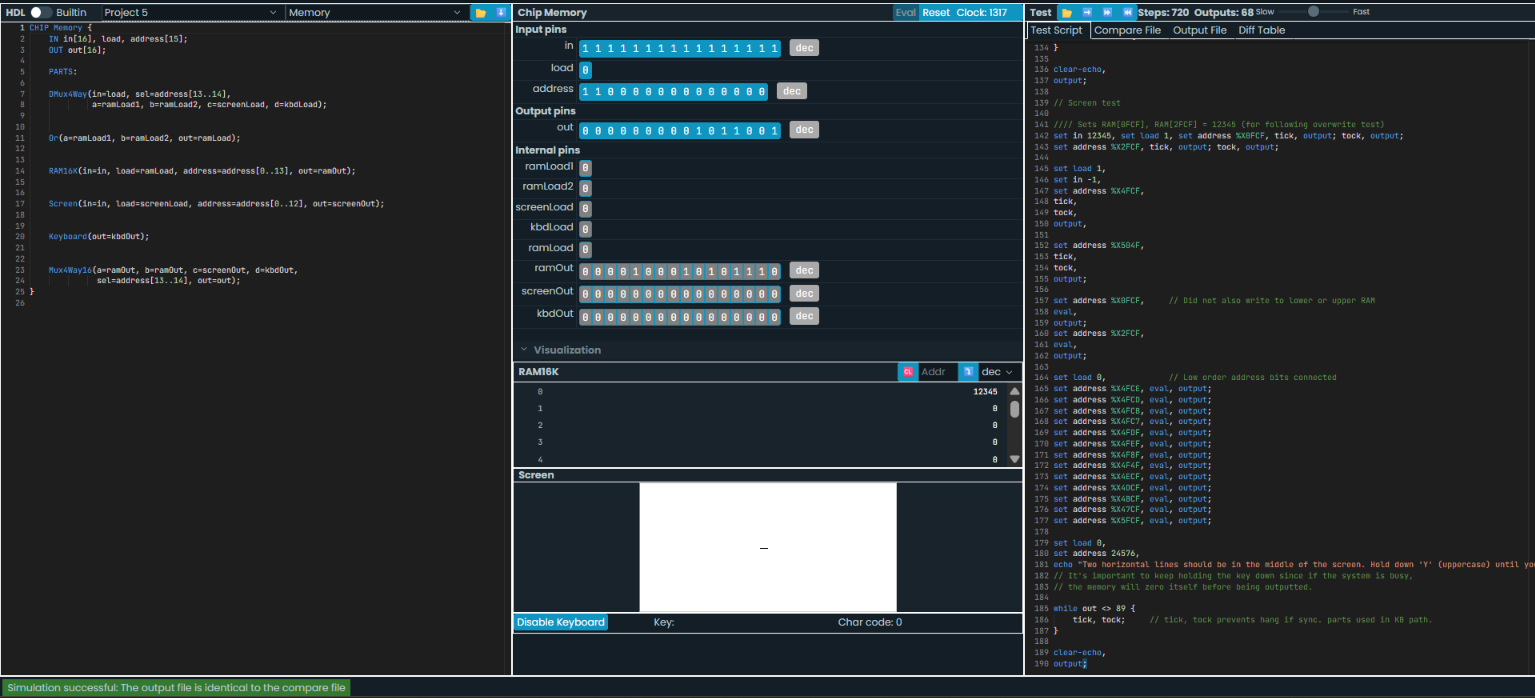 HDL Builtin Project 5 Memory
1 CHIP Memory {
2 IN in[16], load, address[15];
3 OUT out[16];
4
5 PARTS:
6
7 DMux4Way(in=load, sel=address[13..14],
8 a=ramLoad1, b=ramLoad2, c=screenLoad, d=kbdLoad);
9
10
11 Or(a=ramLoad1, b=ramLoad2, out=ramLoad);
12
13
14 RAM16K(in=in, load=ramLoad, address=address[0..13], out=ramOut);
15
16
17 Screen(in=in, load=screenLoad, address=address[0..12], out=screenOut);
18
19
20 Keyboard(out=kbdOut);
21
22
23 Mux4Way16(a=ramOut, b=ramOut, c=screenOut, d=kbdOut,
24 sel=address[13..14], out=out);
25 }
26
Chip Memory Eval Reset Clock: 1317
Input pins
in 1 1 1 1 1 1 1 1 1 1 1 1 1 1 1 1 dec
load 0
address 1 1 0 0 0 0 0 0 0 0 0 0 0 0 0 dec
Output pins
out 0 0 0 0 0 0 0 0 0 1 0 1 1 0 0 1 dec
Internal pins
ramLoad1 0
ramLoad2 0
screenLoad 0
kbdLoad 0
ramLoad 0
ramOut 0 0 0 0 1 0 0 0 1 0 1 0 1 1 1 0 dec
screenOut 0 0 0 0 0 0 0 0 0 0 0 0 0 0 0 0 dec
kbdOut 0 0 0 0 0 0 0 0 0 0 0 0 0 0 0 0 dec
Visualization
RAM16K Addr dec
0 12345
1 0
2 0
3 0
4 0
Screen
Disable Keyboard Key: Char code: 0
Test Steps: 720 Outputs: 68 Slow Fast
Test Script Compare File Output File Diff Table
134 }
135
136 clear-echo,
137 output;
138
139 // Screen test
140
141 //// Sets RAM[0FCF], RAM[2FCF] = 12345 (for following overwrite test)
142 set in 12345, set load 1, set address %X0FCF, tick, output; tock, output;
143 set address %X2FCF, tick, output; tock, output;
144
145 set load 1,
146 set in -1,
147 set address %X4FCF,
148 tick,
149 tock,
150 output,
151
152 set address %X504F,
153 tick,
154 tock,
155 output;
156
157 set address %X0FCF, // Did not also write to lower or upper RAM
158 eval,
159 output;
160 set address %X2FCF,
161 eval,
162 output;
163
164 set load 0, // Low order address bits connected
165 set address %X4FCE, eval, output;
166 set address %X4FCD, eval, output;
167 set address %X4FCB, eval, output;
168 set address %X4FC7, eval, output;
169 set address %X4FDF, eval, output;
170 set address %X4FEF, eval, output;
171 set address %X4F8F, eval, output;
172 set address %X4F4F, eval, output;
173 set address %X4ECF, eval, output;
174 set address %X4DCF, eval, output;
175 set address %X4BCF, eval, output;
176 set address %X47CF, eval, output;
177 set address %X5FCF, eval, output;
178
179 set load 0,
180 set address 24576,
181 echo "Two horizontal lines should be in the middle of the screen. Hold down 'Y' (uppercase) until yo
182 // It's important to keep holding the key down since if the system is busy,
183 // the memory will zero itself before being outputted.
184
185 while out <> 89 {
186 tick, tock; // tick, tock prevents hang if sync. parts used in KB path.
187 }
188
189 clear-echo,
190 output;
Simulation successful: The output file is identical to the compare file